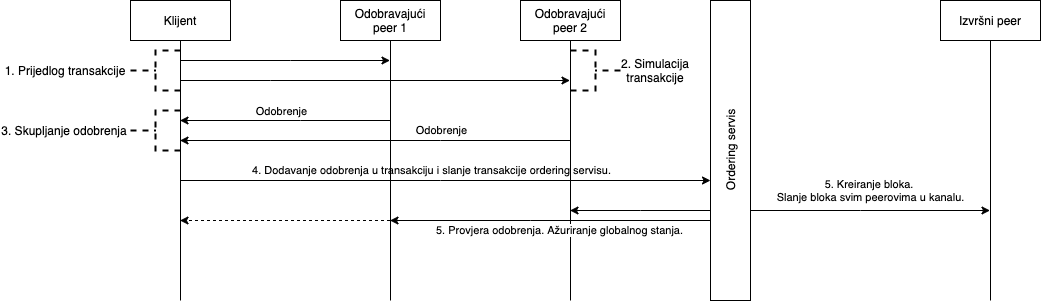 Klijent
Odobravajući
peer 1
Odobravajući
peer 2
Izvršni peer
1. Prijedlog transakcije
2. Simulacija
transakcije
Odobrenje
3. Skupljanje odobrenja
Odobrenje
Ordering servis
4. Dodavanje odobrenja u transakciju i slanje transakcije ordering servisu.
5. Kreiranje bloka.
Slanje bloka svim peerovima u kanalu.
5. Provjera odobrenja. Ažuriranje globalnog stanja.